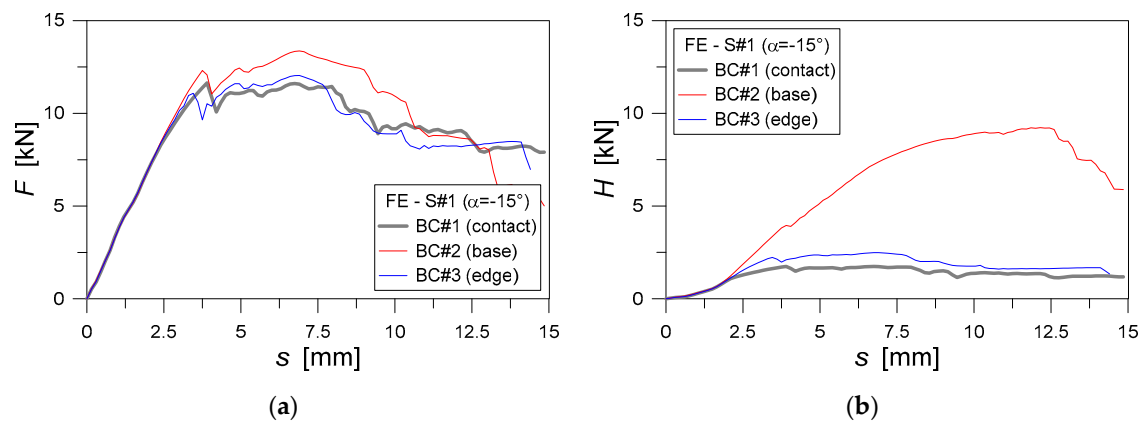 15
10
5
0
F [kN]
FE - S#1 (α=-15°)
BC#1 (contact)
BC#2 (base)
BC#3 (edge)
0 2.5 5 7.5 10 12.5 15
s [mm]
(a)
15
10
5
0
H [kN]
FE - S#1 (α=-15°)
BC#1 (contact)
BC#2 (base)
BC#3 (edge)
0 2.5 5 7.5 10 12.5 15
s [mm]
(b)